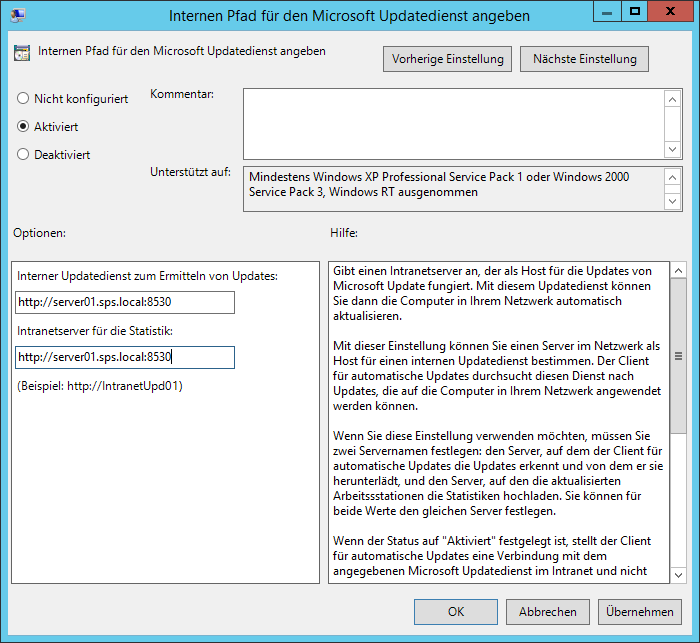 Internen Pfad für den Microsoft Updatedienst angeben
Internen Pfad für den Microsoft Updatedienst angeben
Vorherige Einstellung
Nächste Einstellung
Nicht konfiguriert
Aktiviert
Deaktiviert
Kommentar:
Unterstützt auf:
Mindestens Windows XP Professional Service Pack 1 oder Windows 2000
Service Pack 3, Windows RT ausgenommen
Optionen:
Hilfe:
Interner Updatedienst zum Ermitteln von Updates:
http://server01.sps.local:8530
Intranetserver für die Statistik:
http://server01.sps.local:8530
(Beispiel: http://IntranetUpd01)
Gibt einen Intranetserver an, der als Host für die Updates von
Microsoft Update fungiert. Mit diesem Updatedienst können
Sie dann die Computer in Ihrem Netzwerk automatisch
aktualisieren.
Mit dieser Einstellung können Sie einen Server im Netzwerk als
Host für einen internen Updatedienst bestimmen. Der Client
für automatische Updates durchsucht diesen Dienst nach
Updates, die auf die Computer in Ihrem Netzwerk angewendet
werden können.
Wenn Sie diese Einstellung verwenden möchten, müssen Sie
zwei Servernamen festlegen: den Server, auf dem der Client für
automatische Updates die Updates erkennt und von dem er sie
herunterlädt, und den Server, auf den die aktualisierten
Arbeitssstationen die Statistiken hochladen. Sie können für
beide Werte den gleichen Server festlegen.
Wenn der Status auf "Aktiviert" festgelegt ist, stellt der Client
für automatische Updates eine Verbindung mit dem
angegebenen Microsoft Updatedienst im Intranet und nicht
OK
Abbrechen
Übernehmen